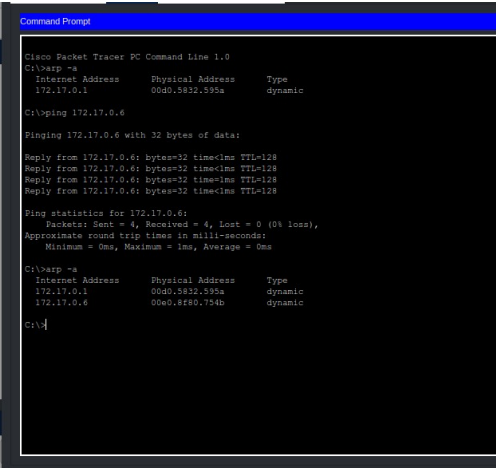 Command Prompt
Cisco Packet Tracer PC Command Line 1.0
C:\>arp -a
Internet Address Physical Address Type
172.17.0.1 00d0.5832.595a dynamic
C:\>ping 172.17.0.6
Pinging 172.17.0.6 with 32 bytes of data:
Reply from 172.17.0.6: bytes=32 time<1ms TTL=128
Reply from 172.17.0.6: bytes=32 time<1ms TTL=128
Reply from 172.17.0.6: bytes=32 time<1ms TTL=128
Reply from 172.17.0.6: bytes=32 time<1ms TTL=128
Ping statistics for 172.17.0.6:
Packets: Sent = 4, Received = 4, Lost = 0 (0% loss),
Approximate round trip times in milli-seconds:
Minimum = 0ms, Maximum = 1ms, Average = 0ms
C:\>arp -a
Internet Address Physical Address Type
172.17.0.1 00d0.5832.595a dynamic
172.17.0.6 00e0.8f80.754b dynamic
C:\>